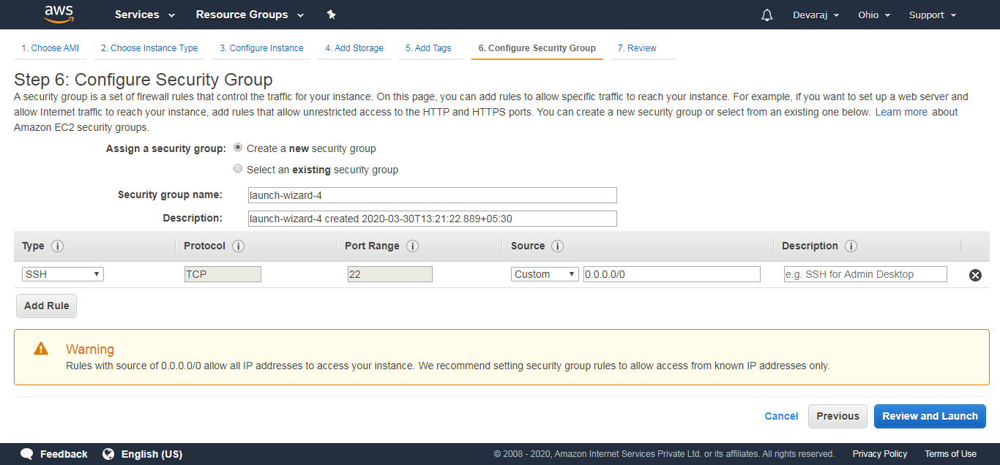 aws Services Resource Groups Devaraj Ohio Support
1. Choose AMI 2. Choose Instance Type 3. Configure Instance 4. Add Storage 5. Add Tags 6. Configure Security Group 7. Review
Step 6: Configure Security Group
A security group is a set of firewall rules that control the traffic for your instance. On this page, you can add rules to allow specific traffic to reach your instance. For example, if you want to set up a web server and
allow Internet traffic to reach your instance, add rules that allow unrestricted access to the HTTP and HTTPS ports. You can create a new security group or select from an existing one below. Learn more about
Amazon EC2 security groups.
Assign a security group: Create a new security group
Select an existing security group
Security group name: launch-wizard-4
Description: launch-wizard-4 created 2020-03-30T13:21:22.889+05:30
Type i Protocol i Port Range i Source i Description i
SSH TCP 22 Custom 0.0.0.0/0 e.g. SSH for Admin Desktop
Add Rule
Warning
Rules with source of 0.0.0.0/0 allow all IP addresses to access your instance. We recommend setting security group rules to allow access from known IP addresses only.
Cancel Previous Review and Launch
Feedback English (US) © 2008 - 2020, Amazon Internet Services Private Ltd. or its affiliates. All rights reserved. Privacy Policy Terms of Use